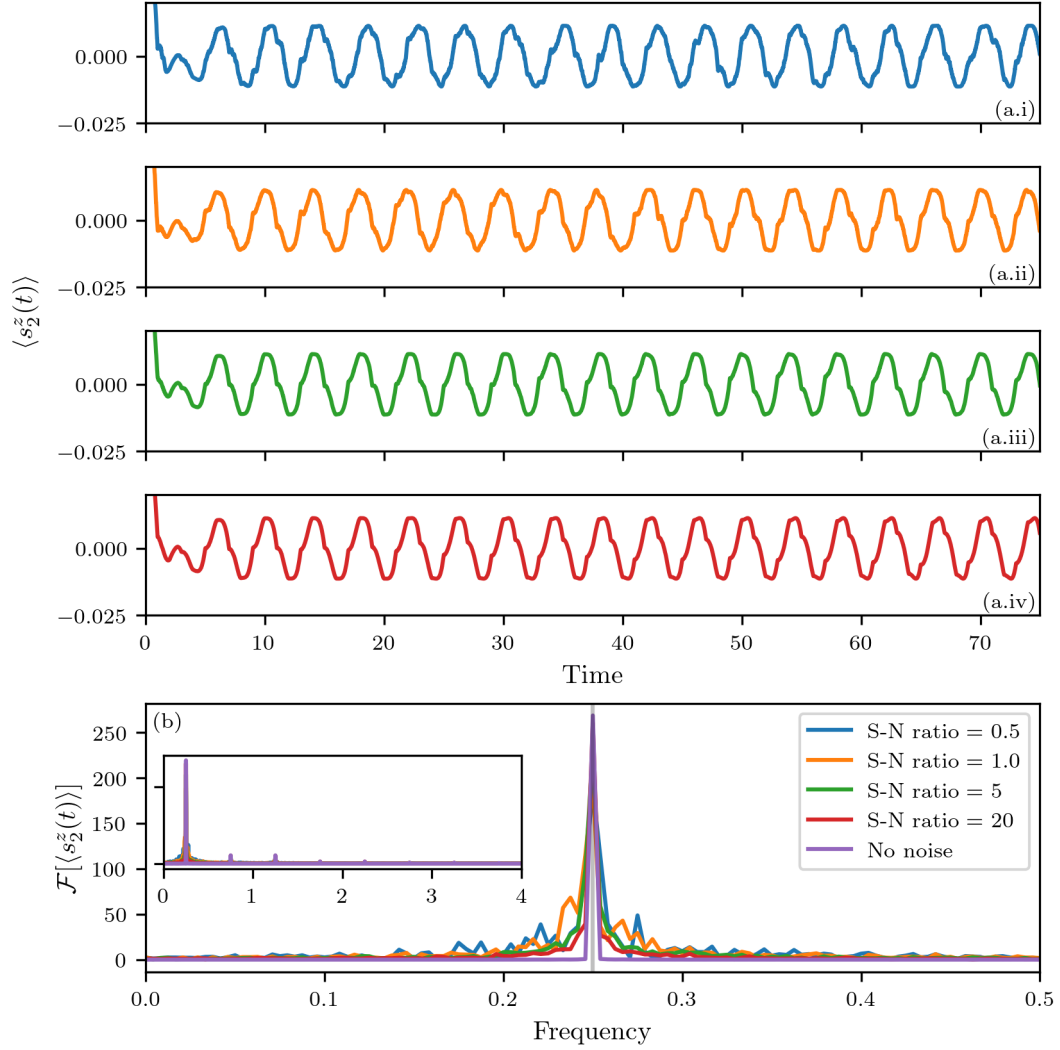 0.000
−0.025
(a.i)
0.000
−0.025
(a.ii)
⟨s₂ᶻ(t)⟩
0.000
−0.025
(a.iii)
0.000
−0.025
(a.iv)
0 10 20 30 40 50 60 70
Time
(b)
ℱ[⟨s₂ᶻ(t)⟩]
250
200
150
100
50
0
0 1 2 3 4
S-N ratio = 0.5
S-N ratio = 1.0
S-N ratio = 5
S-N ratio = 20
No noise
0.0 0.1 0.2 0.3 0.4 0.5
Frequency